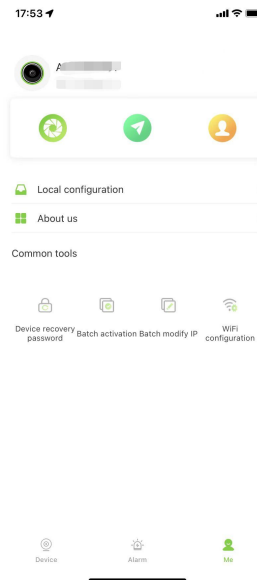 17:53
Local configuration
About us
Common tools
Device recovery
password
Batch activation
Batch modify IP
WiFi
configuration
Device
Alarm
Me